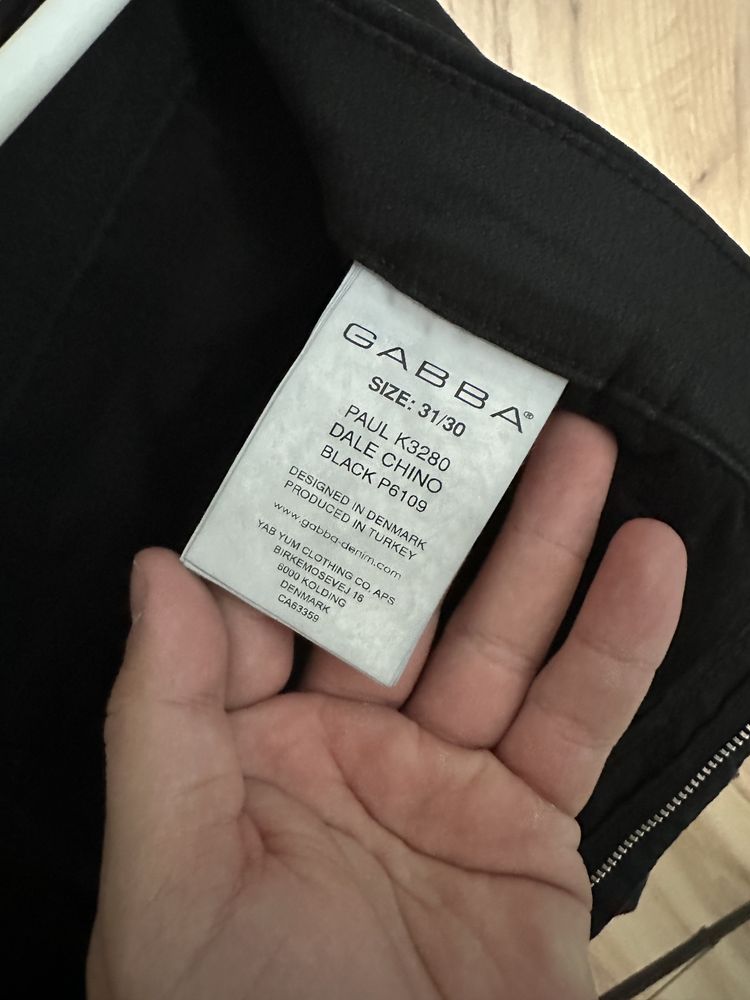 GABBA®
SIZE: 31/30
PAUL K3280
DALE CHINO
BLACK P6109
DESIGNED IN DENMARK
PRODUCED IN TURKEY
www.gabba-denim.com
YAB YUM CLOTHING CO. APS
BIRKEMOSEVEJ 16
6000 KOLDING
DENMARK
CA63359